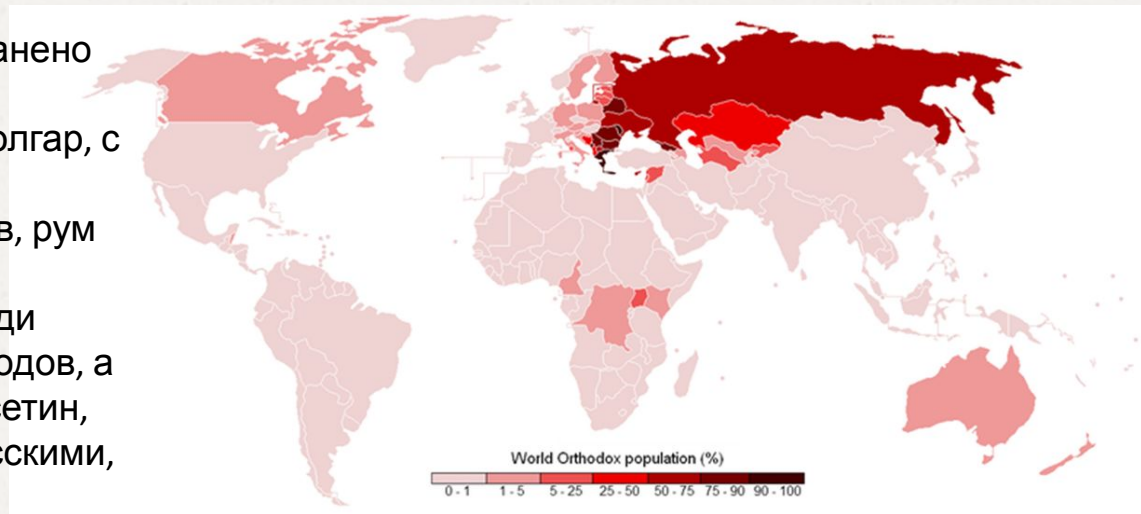 анено
олгар, с
в, рум
ди
одов, а
сетин,
сскими,
World Orthodox population (%)
0 - 1 1 - 5 5 - 25 25 - 50 50 - 75 75 - 90 90 - 100